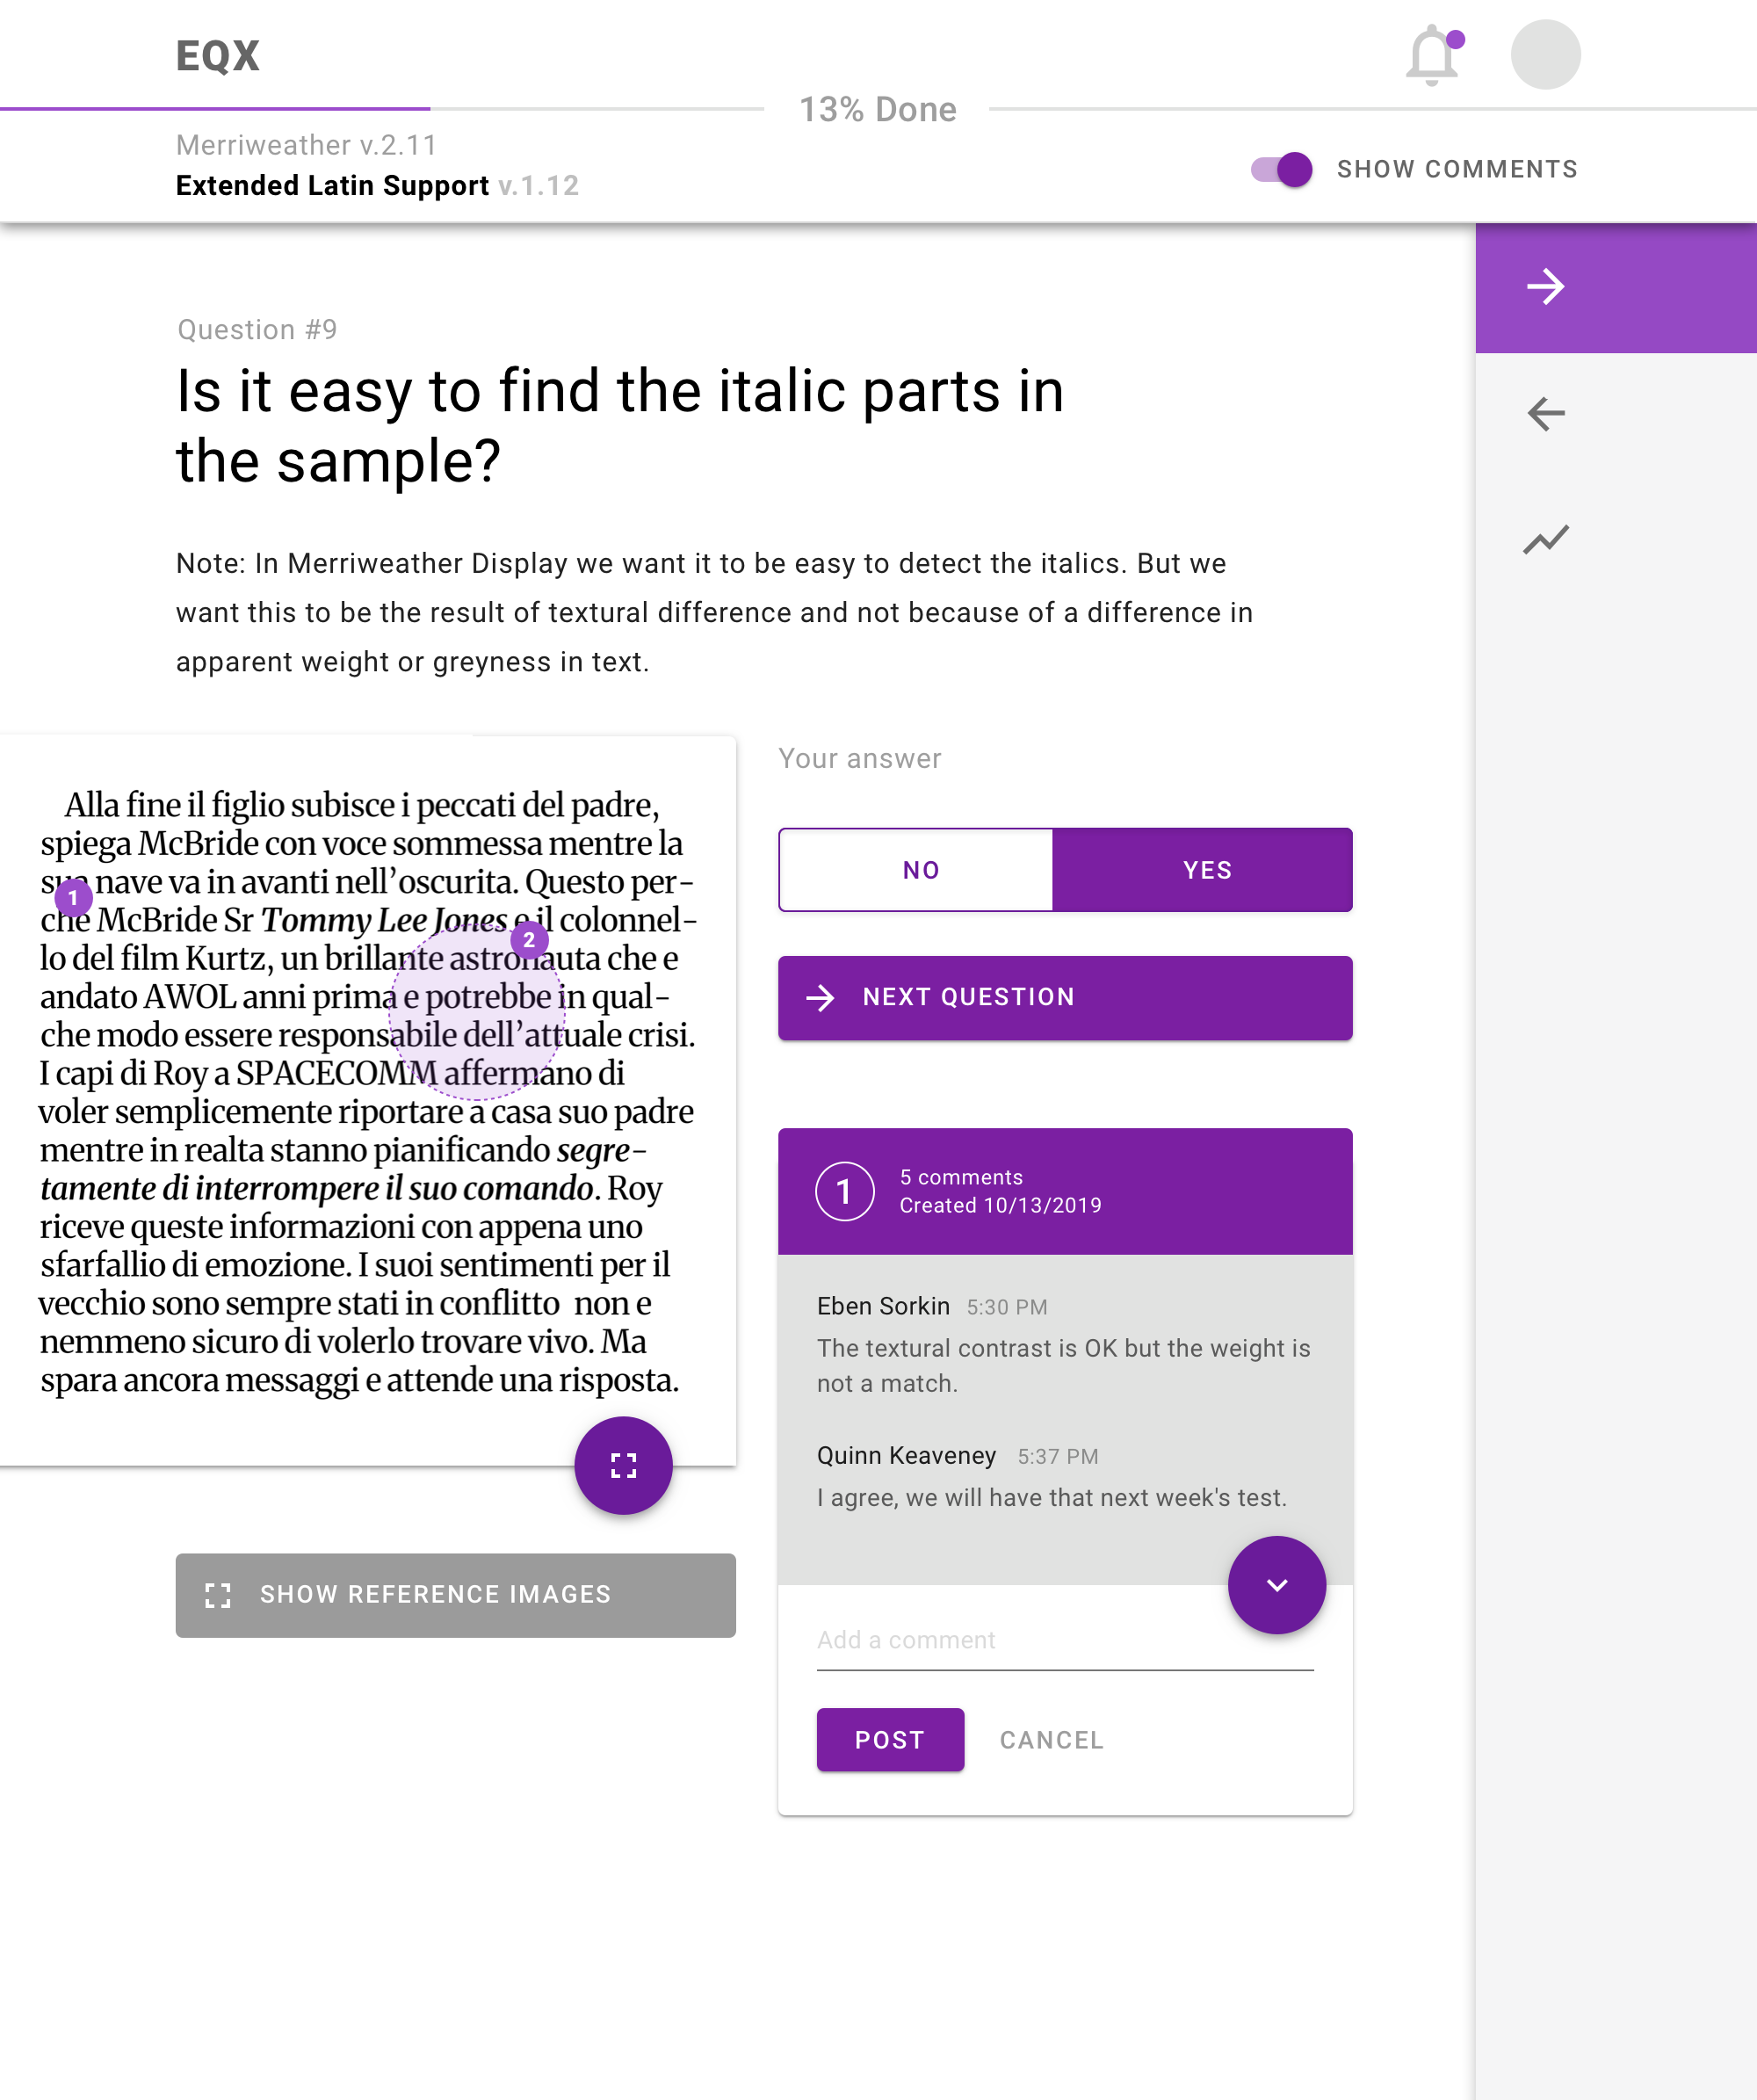 EQX
13% Done
Merriweather v.2.11
Extended Latin Support v.1.12
SHOW COMMENTS
Question #9
Is it easy to find the italic parts in
the sample?
Note: In Merriweather Display we want it to be easy to detect the italics. But we
want this to be the result of textural difference and not because of a difference in
apparent weight or greyness in text.
Alla fine il figlio subisce i peccati del padre,
spiega McBride con voce sommessa mentre la
sua nave va in avanti nell’oscurita. Questo per-
1
che McBride Sr Tommy Lee Jones e il colonnel-
2
lo del film Kurtz, un brillante astronauta che e
andato AWOL anni prima e potrebbe in qual-
che modo essere responsabile dell’attuale crisi.
I capi di Roy a SPACECOMM affermano di
voler semplicemente riportare a casa suo padre
mentre in realta stanno pianificando segre-
tamente di interrompere il suo comando. Roy
riceve queste informazioni con appena uno
sfarfallio di emozione. I suoi sentimenti per il
vecchio sono sempre stati in conflitto  non e
nemmeno sicuro di volerlo trovare vivo. Ma
spara ancora messaggi e attende una risposta.
SHOW REFERENCE IMAGES
Your answer
NO
YES
NEXT QUESTION
1
5 comments
Created 10/13/2019
Eben Sorkin 5:30 PM
The textural contrast is OK but the weight is
not a match.
Quinn Keaveney 5:37 PM
I agree, we will have that next week's test.
Add a comment
POST
CANCEL